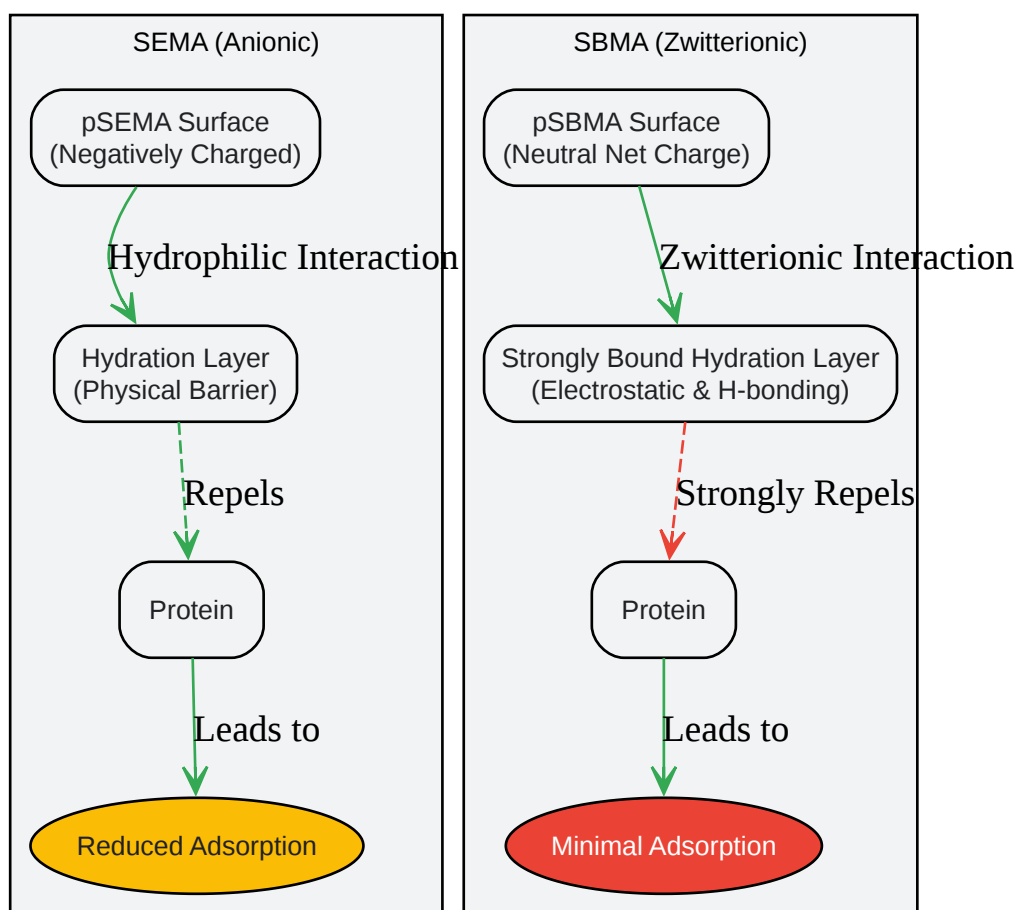 SEMA (Anionic)
pSEMA Surface
(Negatively Charged)
Hydrophilic Interaction
Hydration Layer
(Physical Barrier)
Repels
Protein
Leads to
Reduced Adsorption
SBMA (Zwitterionic)
pSBMA Surface
(Neutral Net Charge)
Zwitterionic Interaction
Strongly Bound Hydration Layer
(Electrostatic & H-bonding)
Strongly Repels
Protein
Leads to
Minimal Adsorption